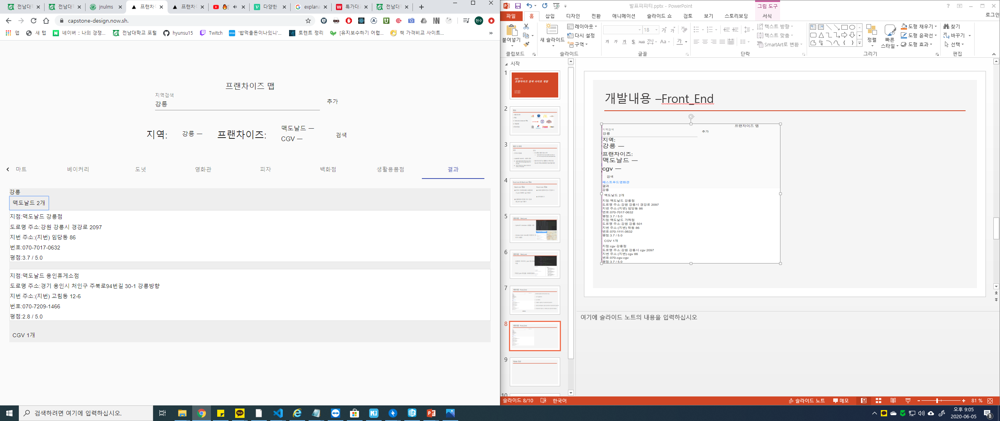 전남대학
전남대학
jnulms
프랜차이
프랜차이
다양한
explana
특가대
전남대학
capstone-design.now.sh.
앱
새 탭
네이버 :: 나의 경쟁...
전남대학교 포털
hyunsu15
Twitch
'밥먹을돈이나있니'...
토렌트 정리
[유지보수하기 어렵...
책 가격비교 사이트...
»
프랜차이즈 맵
지역검색
강릉
추가
지역:
강릉 —
프랜차이즈:
맥도날드 —
CGV —
검색
마트
베이커리
도넛
영화관
피자
백화점
생활용품점
결과
강릉
맥도날드 2개
지점:맥도날드 강릉점
도로명 주소:강원 강릉시 경강로 2097
지번 주소:(지번) 임당동 86
번호:070-7017-0632
평점:3.7 / 5.0
지점:맥도날드 용인휴게소점
도로명 주소:경기 용인시 처인구 주북로94번길 30-1 강릉방향
지번 주소:(지번) 고림동 12-6
번호:070-7209-1466
평점:2.8 / 5.0
CGV 1개
발표피피티.pptx - PowerPoint
그림 도구
로그인
파일
홈
삽입
디자인
전환
애니메이션
슬라이드 쇼
검토
보기
스토리보딩
서식
붙여넣기
클립보드
새 슬라이드
레이아웃
다시 설정
구역
슬라이드
18
글꼴
텍스트 방향
텍스트 맞춤
SmartArt로 변환
단락
정렬
빠른
스타일
도형 채우기
도형 윤곽선
도형 효과
그리기
찾기
바꾸기
선택
편집
시작
1
프랜차이즈 검색 사이트 개발
2
3
4
5
6
7
8
9
10
개발내용 –Front_End
프랜차이즈 맵
지역검색
강릉
추가
지역:
강릉 —
프랜차이즈:
맥도날드 —
cgv —
검색
패스트푸드영화관
결과
강릉
맥도날드 2개
지점:맥도날드 강릉점
도로명 주소:강원 강릉시 경강로 2097
지번 주소:(지번) 임당동 86
번호:070-7017-0632
평점:3.7 / 5.0
지점:맥도날드 가짜점
도로명 주소:강원 강릉 501
지번 주소:(지번) 학동 86
번호:070-1111-0632
평점:3.7 / 5.0
CGV 1개
지점:cgv 강릉점
도로명 주소:강원 강릉시 cgv 2097
지번 주소:(지번) cgv 86
번호:070-cgv-cgv
평점:3.7 / 5.0
여기에 슬라이드 노트의 내용을 입력하십시오
슬라이드 8/10
한국어
슬라이드 노트
메모
81 %
검색하려면 여기에 입력하십시오.
오후 9:05
2020-06-05
8